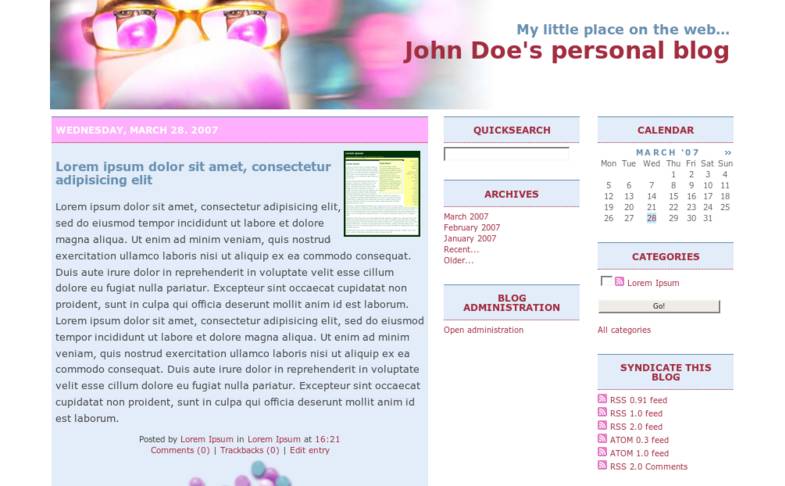 My little place on the web...
John Doe's personal blog
WEDNESDAY, MARCH 28. 2007
Lorem ipsum dolor sit amet, consectetur
adipisicing elit
Lorem ipsum dolor sit amet, consectetur adipisicing elit,
sed do eiusmod tempor incididunt ut labore et dolore
magna aliqua. Ut enim ad minim veniam, quis nostrud
exercitation ullamco laboris nisi ut aliquip ex ea commodo consequat.
Duis aute irure dolor in reprehenderit in voluptate velit esse cillum
dolore eu fugiat nulla pariatur. Excepteur sint occaecat cupidatat non
proident, sunt in culpa qui officia deserunt mollit anim id est laborum.
Lorem ipsum dolor sit amet, consectetur adipisicing elit, sed do eiusmod
tempor incididunt ut labore et dolore magna aliqua. Ut enim ad minim
veniam, quis nostrud exercitation ullamco laboris nisi ut aliquip ex ea
commodo consequat. Duis aute irure dolor in reprehenderit in voluptate
velit esse cillum dolore eu fugiat nulla pariatur. Excepteur sint occaecat
cupidatat non proident, sunt in culpa qui officia deserunt mollit anim id
est laborum.
Posted by Lorem Ipsum in Lorem Ipsum at 16:21
Comments (0) | Trackbacks (0) | Edit entry
QUICKSEARCH
ARCHIVES
March 2007
February 2007
January 2007
Recent...
Older...
BLOG
ADMINISTRATION
Open administration
CALENDAR
MARCH '07 »
Mon Tue Wed Thu Fri Sat Sun
1 2 3 4
5 6 7 8 9 10 11
12 13 14 15 16 17 18
19 20 21 22 23 24 25
26 27 28 29 30 31
CATEGORIES
Lorem Ipsum
Go!
All categories
SYNDICATE THIS
BLOG
RSS 0.91 feed
RSS 1.0 feed
RSS 2.0 feed
ATOM 0.3 feed
ATOM 1.0 feed
RSS 2.0 Comments